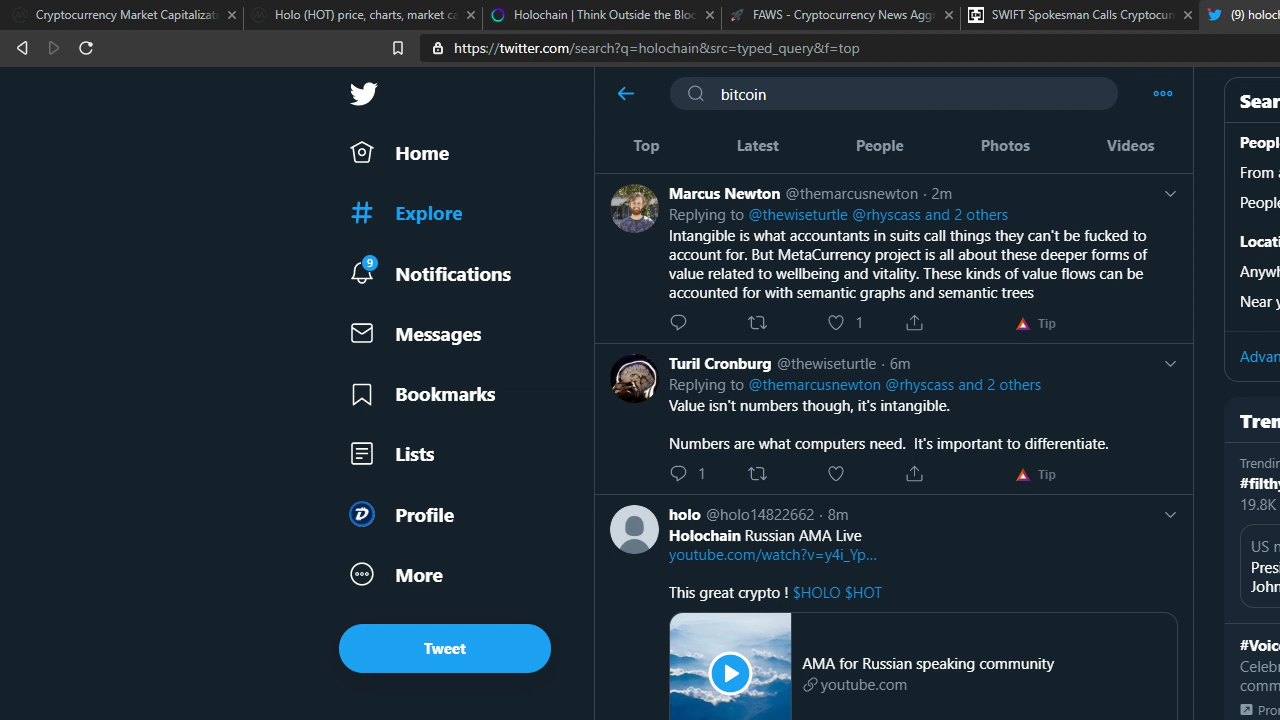 Cryptocurrency Market Capitalizati
Holo (HOT) price, charts, market ca
Holochain | Think Outside the Bloc
FAWS - Cryptocurrency News Aggr
SWIFT Spokesman Calls Cryptocurr
(9) holoch
https://twitter.com/search?q=holochain&src=typed_query&f=top
bitcoin
Top
Latest
People
Photos
Videos
Home
Explore
9
Notifications
Messages
Bookmarks
Lists
Profile
More
Tweet
Marcus Newton @themarcusnewton · 2m
Replying to @thewiseturtle @rhyscass and 2 others
Intangible is what accountants in suits call things they can't be fucked to
account for. But MetaCurrency project is all about these deeper forms of
value related to wellbeing and vitality. These kinds of value flows can be
accounted for with semantic graphs and semantic trees
1
Tip
Turil Cronburg @thewiseturtle · 6m
Replying to @themarcusnewton @rhyscass and 2 others
Value isn't numbers though, it's intangible.
Numbers are what computers need.  It's important to differentiate.
1
Tip
holo @holo14822662 · 8m
Holochain Russian AMA Live
youtube.com/watch?v=y4i_Yp...
This great crypto ! $HOLO $HOT
AMA for Russian speaking community
youtube.com
Sear
Peopl
From a
Peopl
Locati
Anywh
Near y
Advan
Tren
Trendin
#filthy
19.8K
US n
Presi
John
#Voice
Celebr
comm
Pron